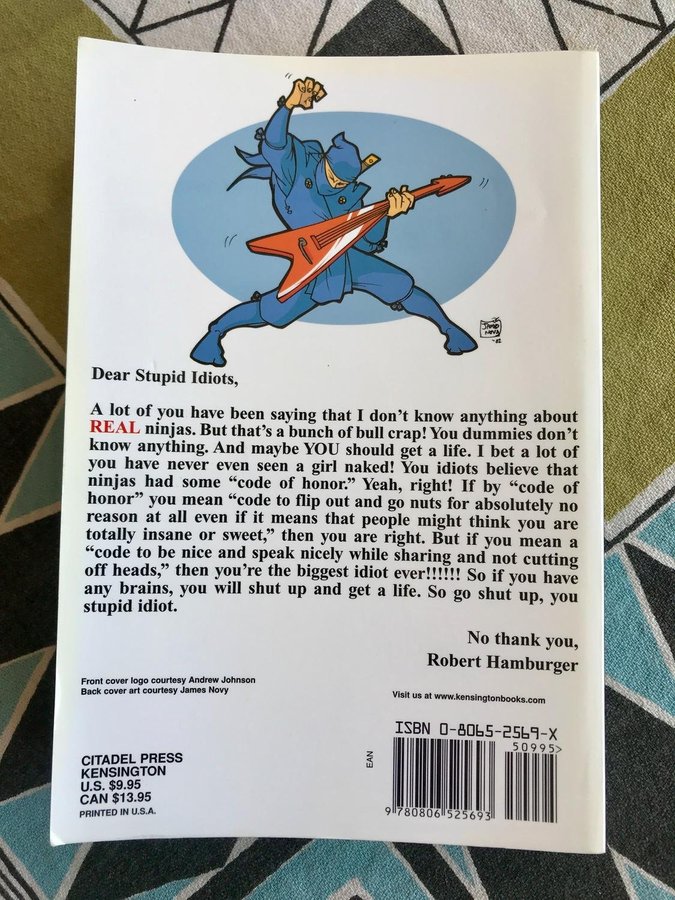 JAMES
NOVY
'02
Dear Stupid Idiots,
A lot of you have been saying that I don't know anything about
REAL ninjas. But that's a bunch of bull crap! You dummies don't
know anything. And maybe YOU should get a life. I bet a lot of
you have never even seen a girl naked! You idiots believe that
ninjas had some “code of honor.” Yeah, right! If by “code of
honor” you mean “code to flip out and go nuts for absolutely no
reason at all even if it means that people might think you are
totally insane or sweet,” then you are right. But if you mean a
“code to be nice and speak nicely while sharing and not cutting
off heads,” then you're the biggest idiot ever!!!!!! So if you have
any brains, you will shut up and get a life. So go shut up, you
stupid idiot.
No thank you,
Robert Hamburger
Front cover logo courtesy Andrew Johnson
Back cover art courtesy James Novy
Visit us at www.kensingtonbooks.com
CITADEL PRESS
KENSINGTON
U.S. $9.95
CAN $13.95
PRINTED IN U.S.A.
EAN
ISBN 0-8065-2569-X
50995>
9 780806 525693